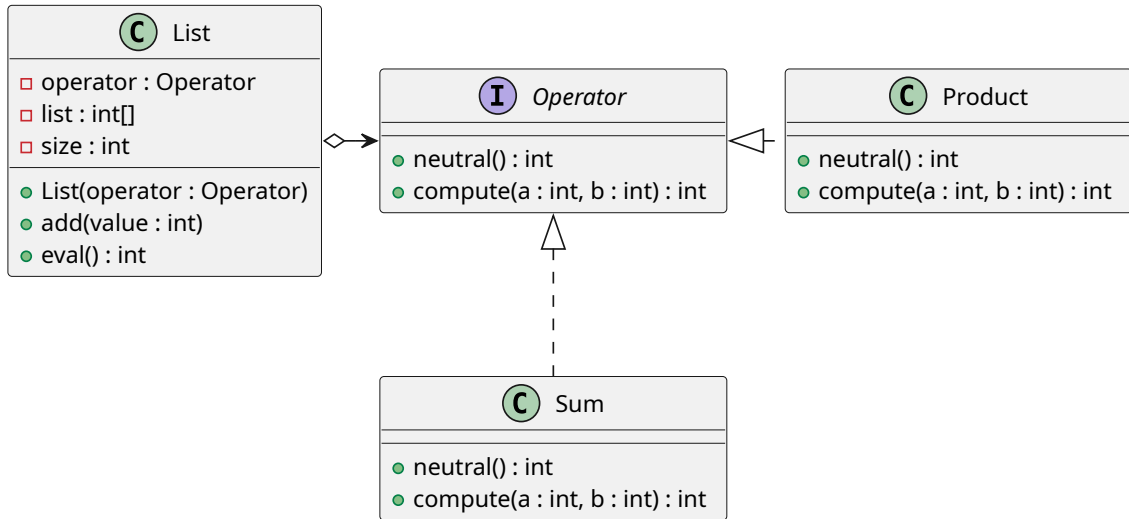 C List
operator : Operator
list : int[]
size : int
List(operator : Operator)
add(value : int)
eval() : int
I Operator
neutral() : int
compute(a : int, b : int) : int
C Product
neutral() : int
compute(a : int, b : int) : int
C Sum
neutral() : int
compute(a : int, b : int) : int